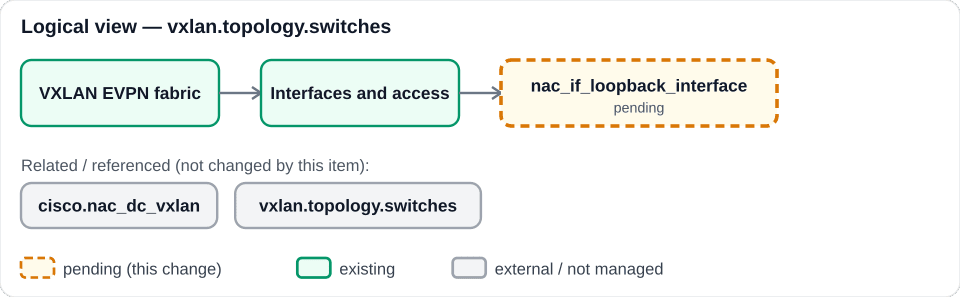 Logical view — vxlan.topology.switches
VXLAN EVPN fabric
Interfaces and access
nac_if_loopback_interface
pending
Related / referenced (not changed by this item):
cisco.nac_dc_vxlan
vxlan.topology.switches
pending (this change)
existing
external / not managed